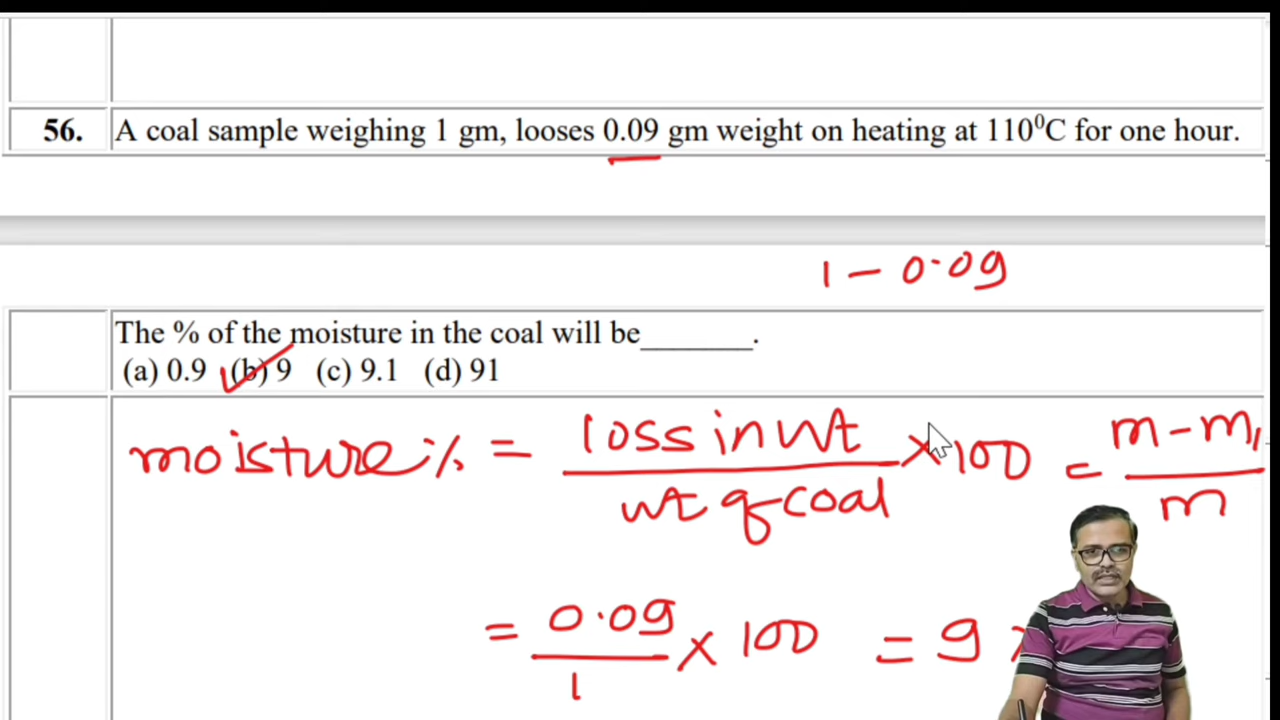 56. A coal sample weighing 1 gm, looses 0.09 gm weight on heating at 110⁰C for one hour.
1 - 0.09
The % of the moisture in the coal will be________.
(a) 0.9 (b) 9 (c) 9.1 (d) 91
moisture % = loss in wt / wt of coal × 100 = m - m₁ / m
= 0.09 / 1 × 100 = 9